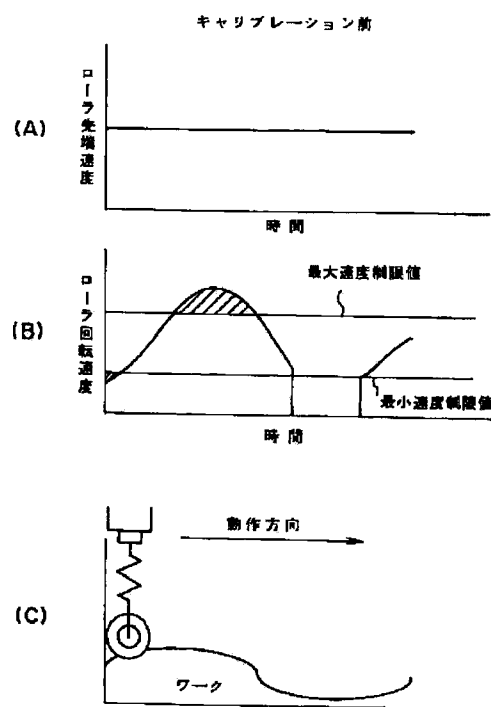 キャリブレーション前
(A)
ローラ先端速度
時間
(B)
ローラ回転速度
最大速度制限値
最小速度制限値
時間
(C)
動作方向
ワーク